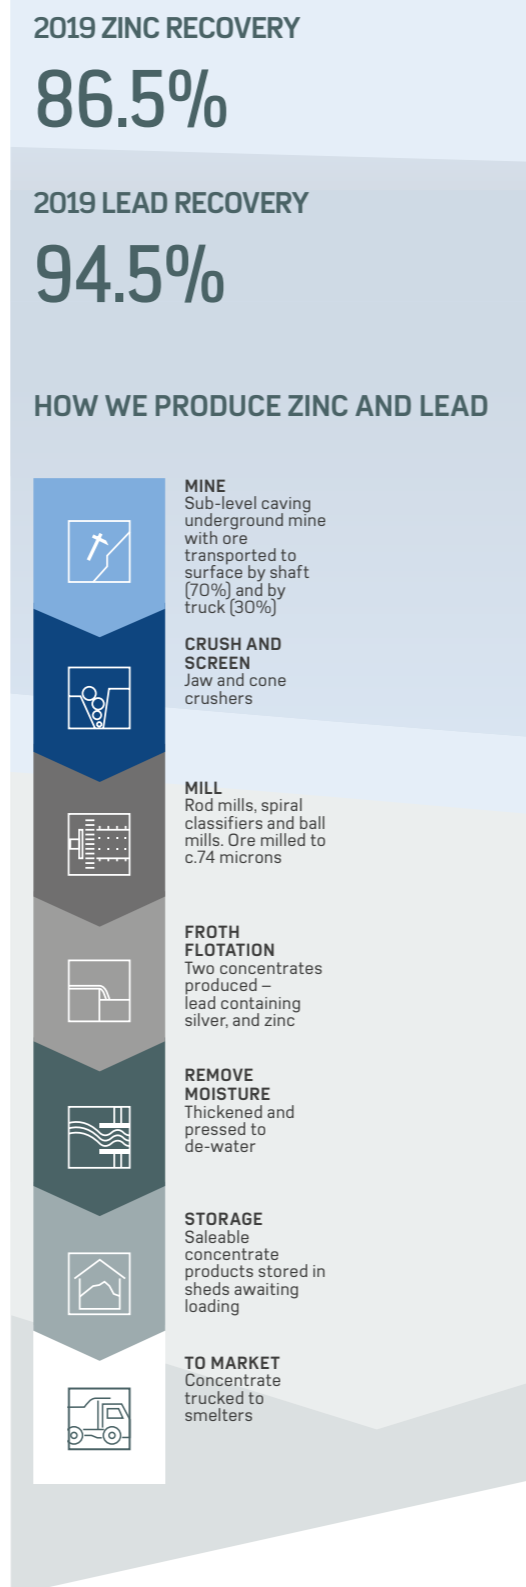 2019 ZINC RECOVERY
86.5%
2019 LEAD RECOVERY
94.5%
HOW WE PRODUCE ZINC AND LEAD
MINE
Sub-level caving
underground mine
with ore
transported to
surface by shaft
(70%) and by
truck (30%)
CRUSH AND
SCREEN
Jaw and cone
crushers
MILL
Rod mills, spiral
classifiers and ball
mills. Ore milled to
c.74 microns
FROTH
FLOTATION
Two concentrates
produced –
lead containing
silver, and zinc
REMOVE
MOISTURE
Thickened and
pressed to
de-water
STORAGE
Saleable
concentrate
products stored in
sheds awaiting
loading
TO MARKET
Concentrate
trucked to
smelters